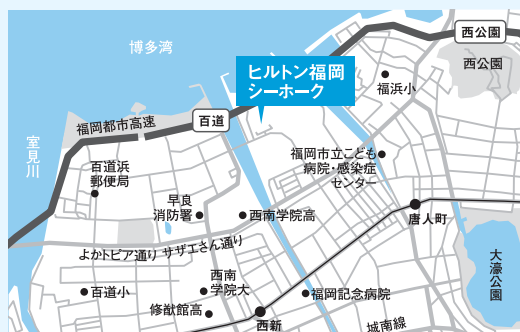 博多湾
西公園
西公園
ヒルトン福岡
シーホーク
福浜小
福岡都市高速
百道
室見川
百道浜
郵便局
福岡市立こども
病院・感染症
センター
早良
消防署
西南学院高
唐人町
よかトピア通り
サザエさん通り
大濠公園
百道小
西南
学院大
福岡記念病院
修猷館高
西新
城南線